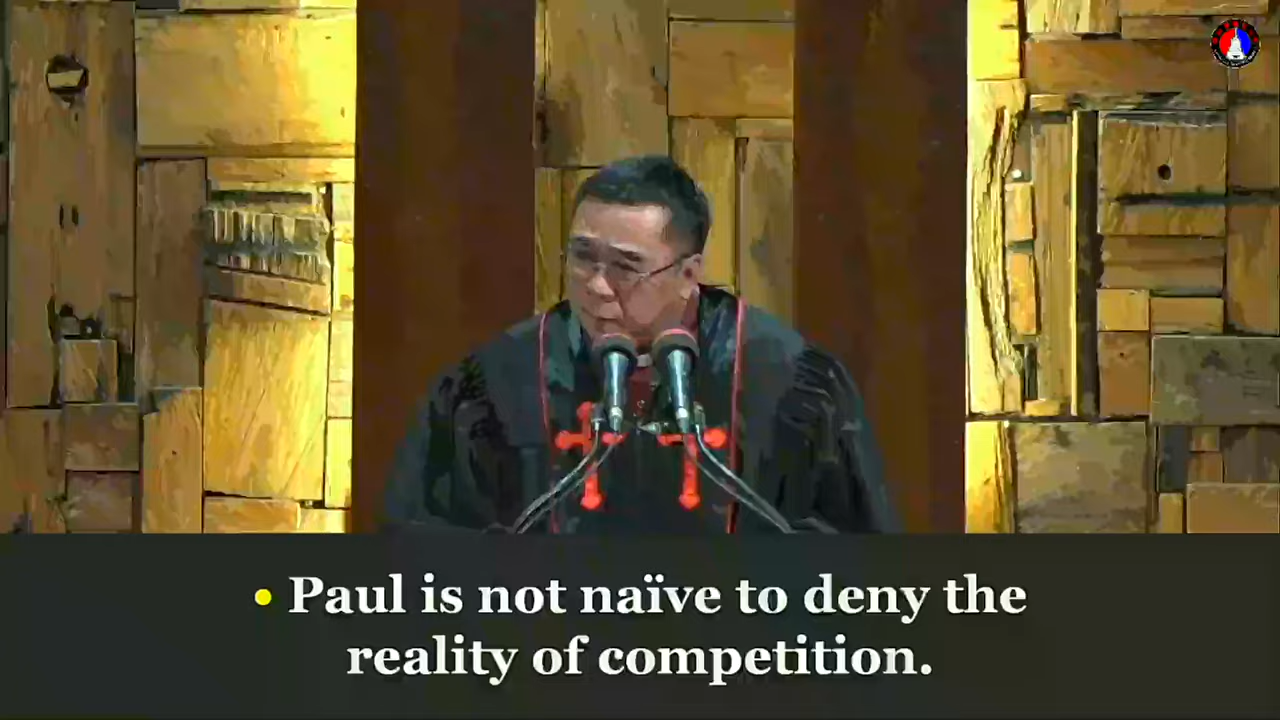 • Paul is not naïve to deny the
reality of competition.